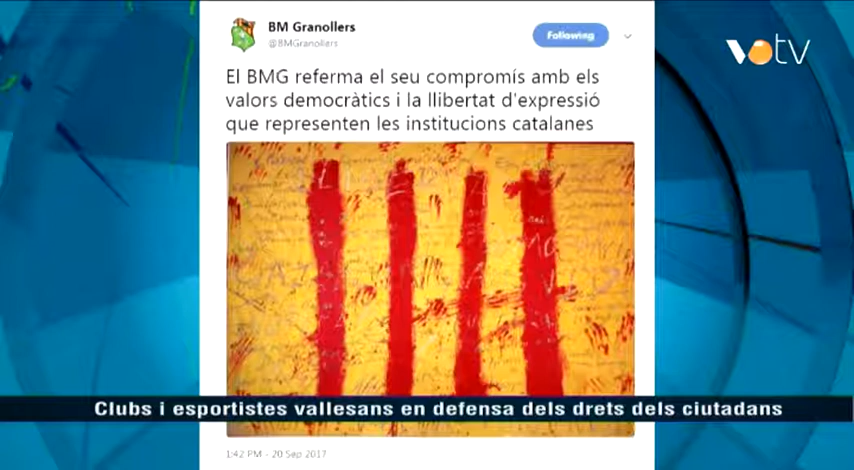 BM Granollers
@BMGranollers
Following
votv
El BMG referma el seu compromís amb els
valors democràtics i la llibertat d'expressió
que representen les institucions catalanes
Clubs i esportistes vallesans en defensa dels drets dels ciutadans
1:42 PM - 20 Sep 2017